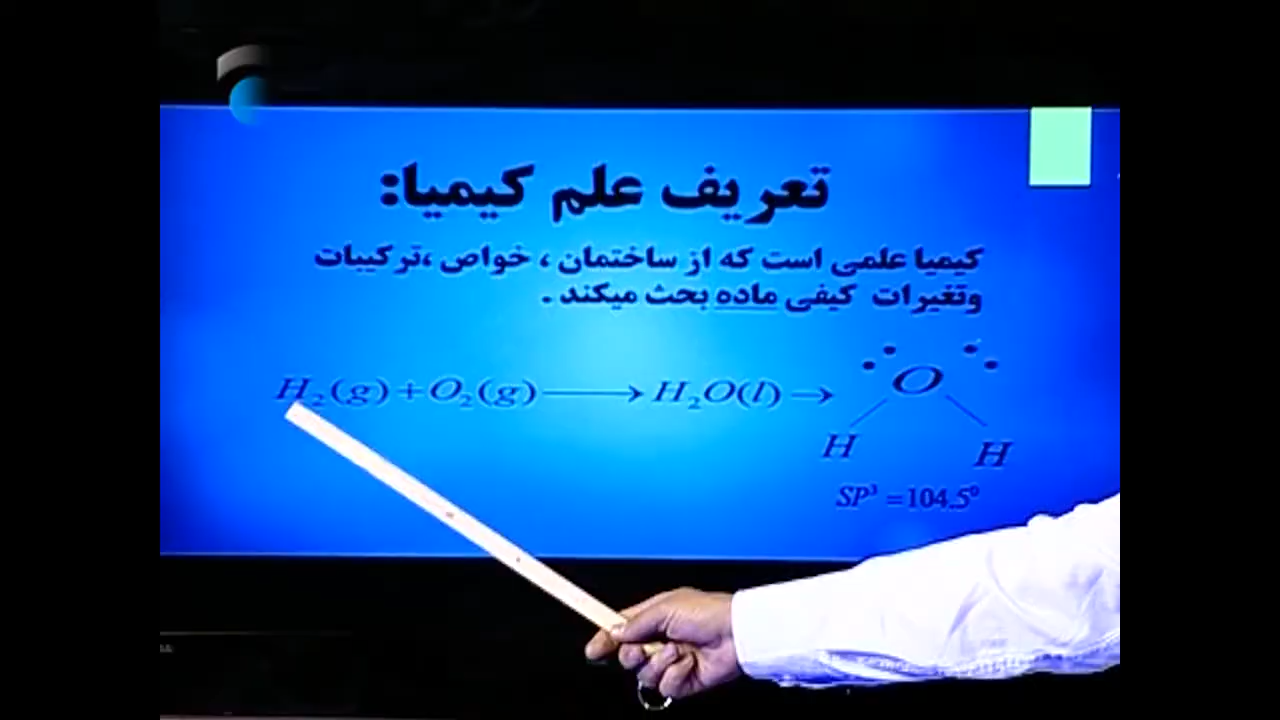 تعریف علم کیمیا:
کیمیا علمی است که از ساختمان ، خواص ،ترکیبات
وتغیرات کیفی ماده بحث میکند .
H₂(g)+O₂(g)⟶H₂O(l)→
O
H H
SP³ =104.5⁰